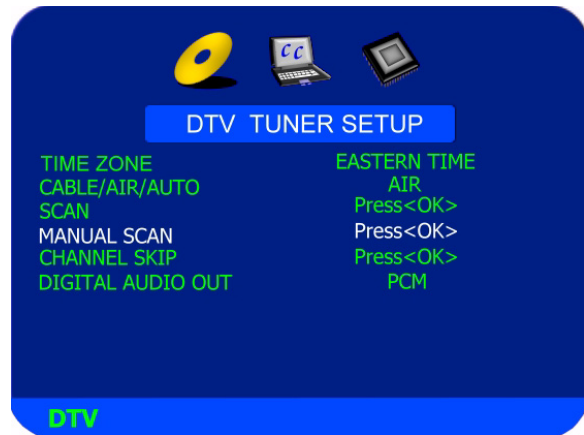 CC
DTV TUNER SETUP
TIME ZONE EASTERN TIME
CABLE/AIR/AUTO AIR
SCAN Press<OK>
MANUAL SCAN Press<OK>
CHANNEL SKIP Press<OK>
DIGITAL AUDIO OUT PCM
DTV